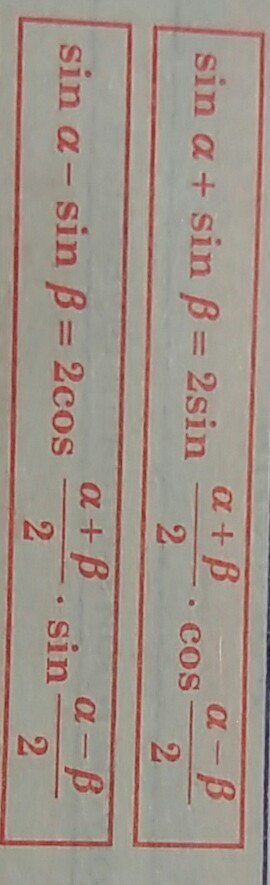 sin α + sin β = 2sin (α + β)/2 · cos (α − β)/2
sin α − sin β = 2cos (α + β)/2 · sin (α − β)/2